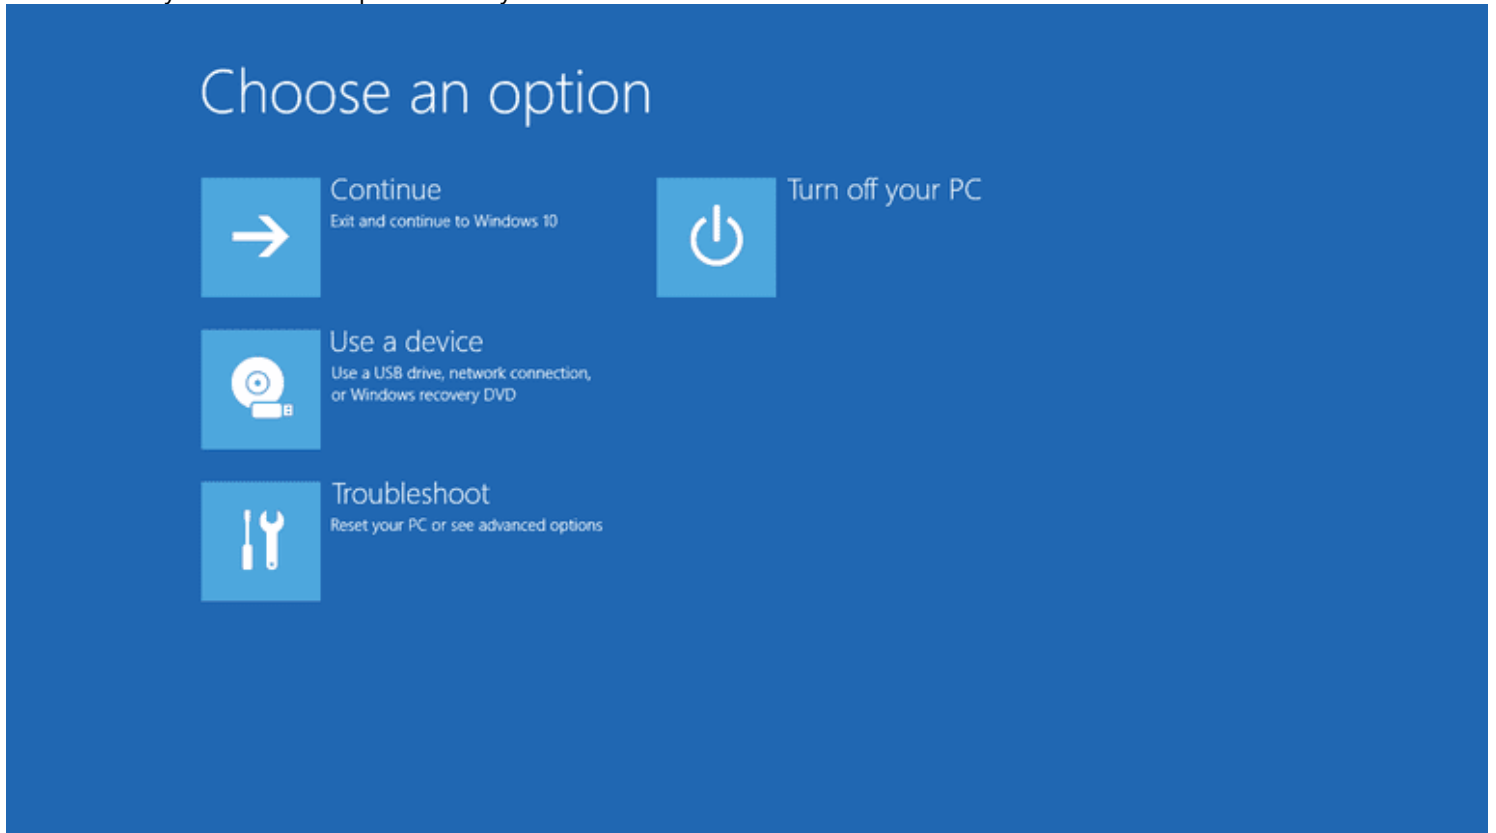 Choose an option
Continue
Exit and continue to Windows 10
Turn off your PC
Use a device
Use a USB drive, network connection,
or Windows recovery DVD
Troubleshoot
Reset your PC or see advanced options